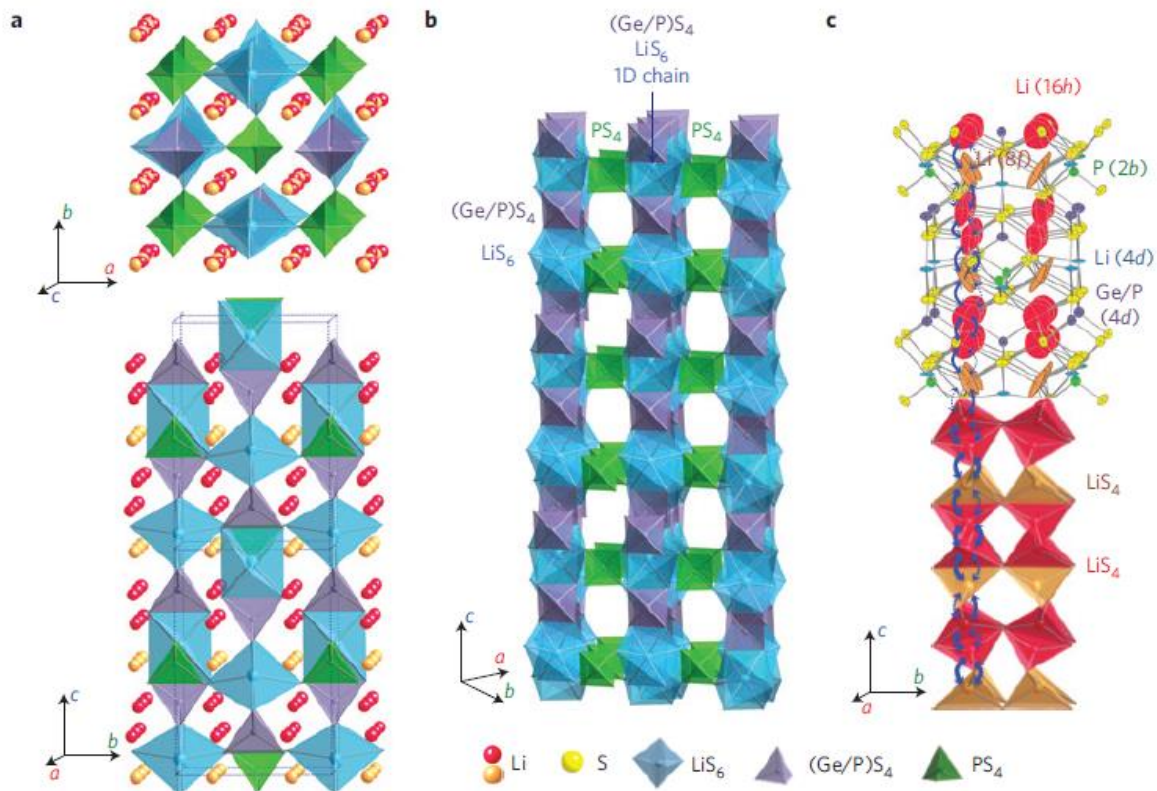 a
b
a
c
c
b
a
b
(Ge/P)S₄
LiS₆
1D chain
PS₄ PS₄
(Ge/P)S₄
LiS₆
c
a
b
c
Li (16h)
Li (8f)
P (2b)
Li (4d)
Ge/P
(4d)
LiS₄
LiS₄
c
b
a
Li S LiS₆ (Ge/P)S₄ PS₄